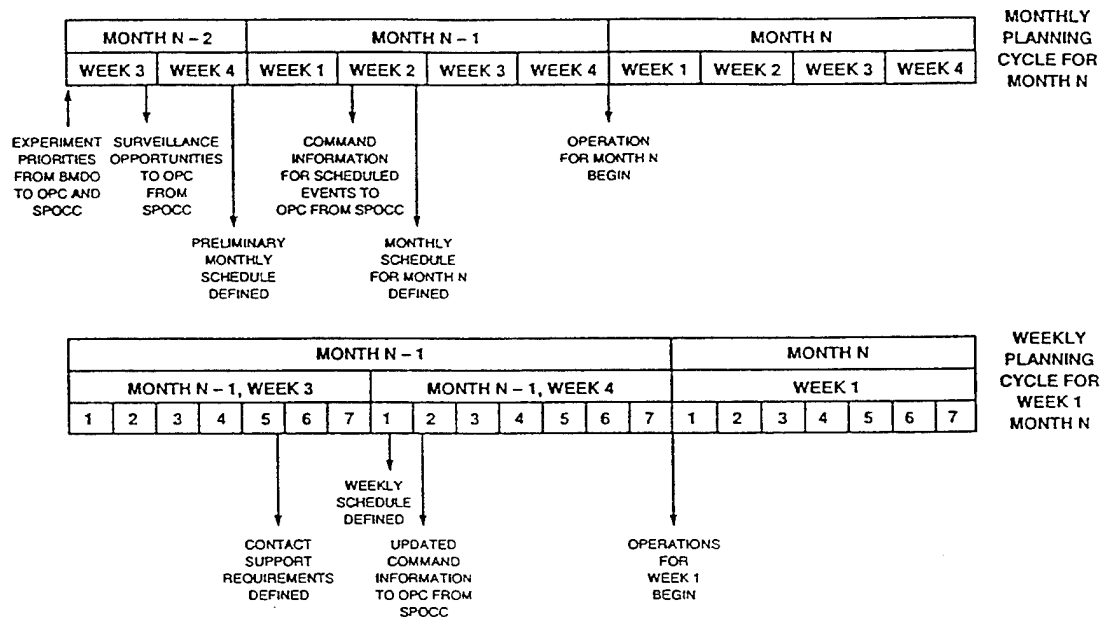 MONTH N – 2
MONTH N – 1
MONTH N
MONTHLY
PLANNING
CYCLE FOR
MONTH N
WEEK 3
WEEK 4
WEEK 1
WEEK 2
WEEK 3
WEEK 4
WEEK 1
WEEK 2
WEEK 3
WEEK 4
EXPERIMENT
PRIORITIES
FROM BMDO
TO OPC AND
SPOCC
SURVEILLANCE
OPPORTUNITIES
TO OPC
FROM
SPOCC
COMMAND
INFORMATION
FOR SCHEDULED
EVENTS TO
OPC FROM SPOCC
OPERATION
FOR MONTH N
BEGIN
PRELIMINARY
MONTHLY
SCHEDULE
DEFINED
MONTHLY
SCHEDULE
FOR MONTH N
DEFINED
MONTH N – 1
MONTH N
WEEKLY
PLANNING
CYCLE FOR
WEEK 1
MONTH N
MONTH N – 1, WEEK 3
MONTH N – 1, WEEK 4
WEEK 1
1 2 3 4 5 6 7 1 2 3 4 5 6 7 1 2 3 4 5 6 7
WEEKLY
SCHEDULE
DEFINED
CONTACT
SUPPORT
REQUIREMENTS
DEFINED
UPDATED
COMMAND
INFORMATION
TO OPC FROM
SPOCC
OPERATIONS
FOR
WEEK 1
BEGIN